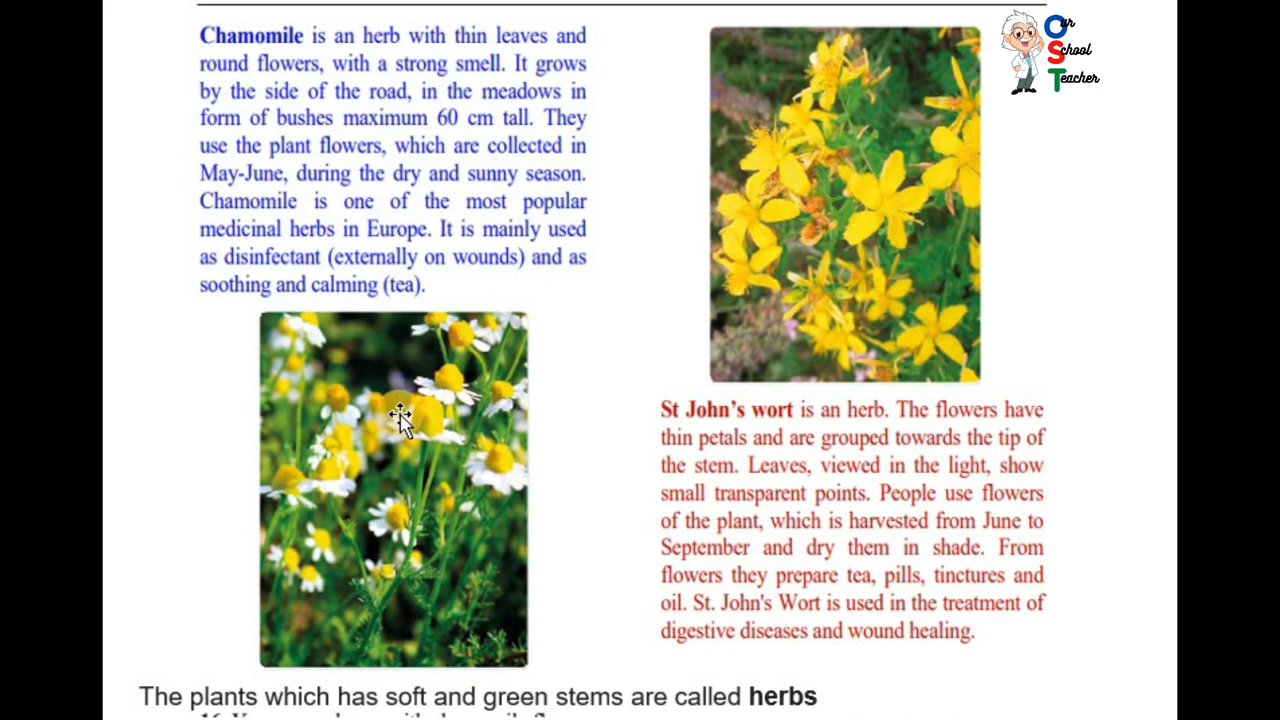 Chamomile is an herb with thin leaves and
round flowers, with a strong smell. It grows
by the side of the road, in the meadows in
form of bushes maximum 60 cm tall. They
use the plant flowers, which are collected in
May-June, during the dry and sunny season.
Chamomile is one of the most popular
medicinal herbs in Europe. It is mainly used
as disinfectant (externally on wounds) and as
soothing and calming (tea).
Our
School
Teacher
St John's wort is an herb. The flowers have
thin petals and are grouped towards the tip of
the stem. Leaves, viewed in the light, show
small transparent points. People use flowers
of the plant, which is harvested from June to
September and dry them in shade. From
flowers they prepare tea, pills, tinctures and
oil. St. John's Wort is used in the treatment of
digestive diseases and wound healing.
The plants which has soft and green stems are called herbs